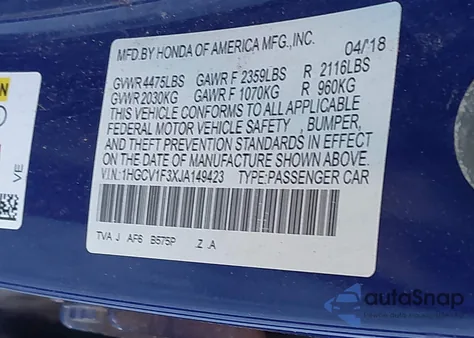 MFD.BY HONDA OF AMERICA MFG.,INC. 04/'18
GVWR 4475LBS GAWR F 2359LBS R 2116LBS
GVWR 2030KG GAWR F 1070KG R 960KG
THIS VEHICLE CONFORMS TO ALL APPLICABLE
FEDERAL MOTOR VEHICLE SAFETY , BUMPER,
AND THEFT PREVENTION STANDARDS IN EFFECT
ON THE DATE OF MANUFACTURE SHOWN ABOVE.
V.I.N.:1HGCV1F3XJA149423 TYPE:PASSENGER CAR
TVA J AF6 B575P Z .A
VE
autoSnap